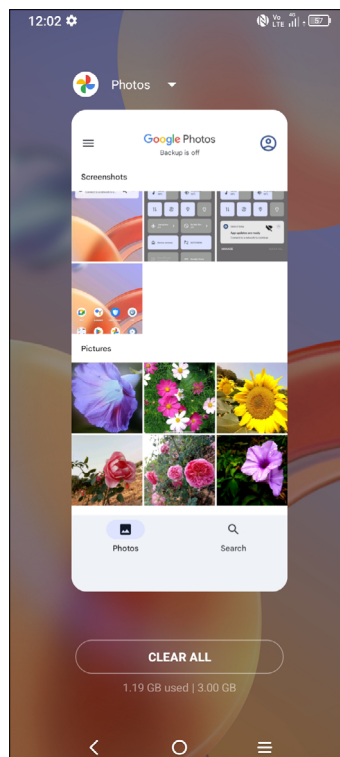 12:02
Vo
LTE
4G
57
Photos
Google Photos
Backup is off
Screenshots
Pictures
Photos
Search
CLEAR ALL
1.19 GB used | 3.00 GB